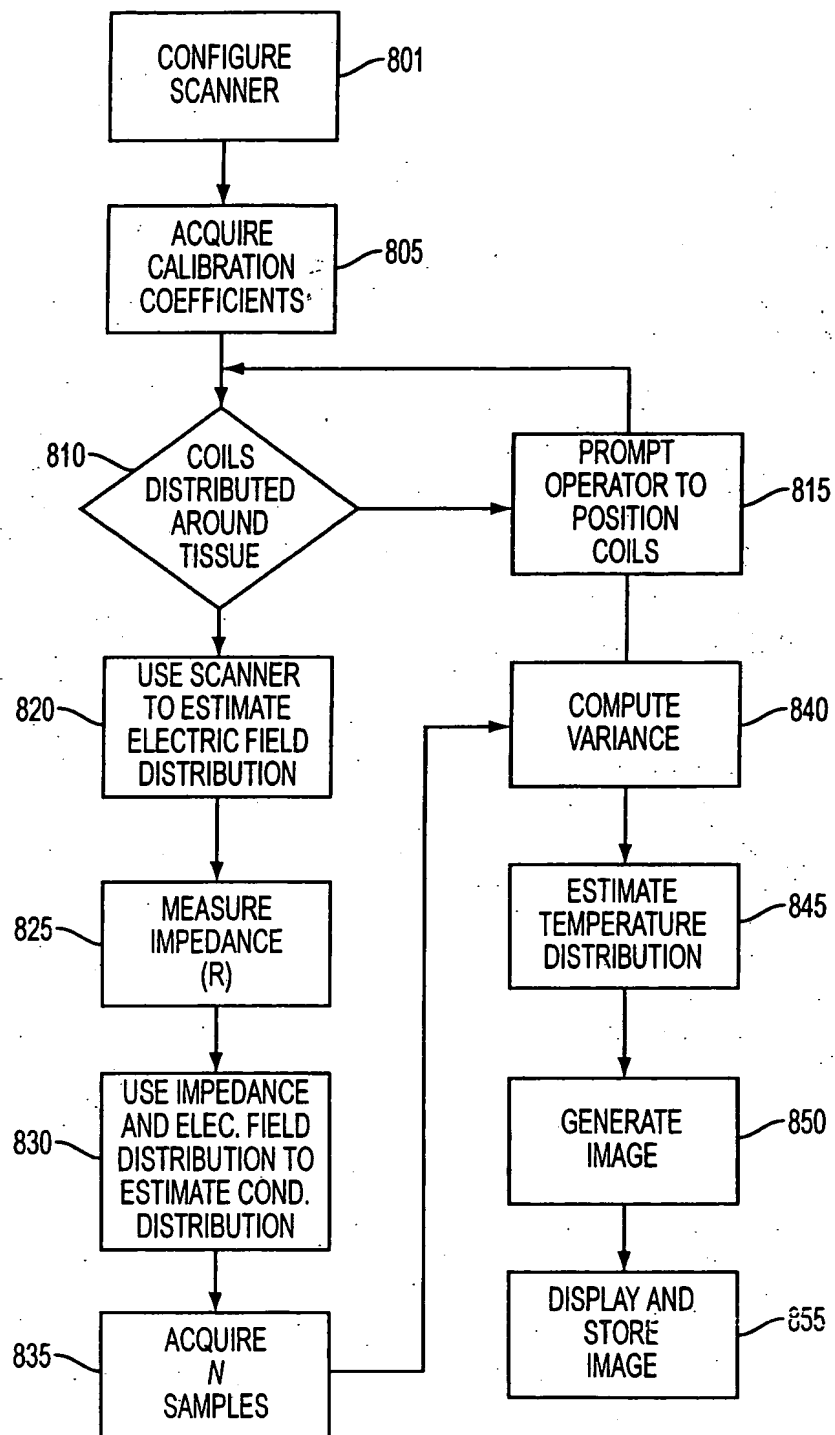 CONFIGURE
SCANNER
801
ACQUIRE
CALIBRATION
COEFFICIENTS
805
810
COILS
DISTRIBUTED
AROUND
TISSUE
PROMPT
OPERATOR TO
POSITION
COILS
815
820
USE SCANNER
TO ESTIMATE
ELECTRIC FIELD
DISTRIBUTION
825
MEASURE
IMPEDANCE
(R)
830
USE IMPEDANCE
AND ELEC. FIELD
DISTRIBUTION TO
ESTIMATE COND.
DISTRIBUTION
835
ACQUIRE
N
SAMPLES
COMPUTE
VARIANCE
840
ESTIMATE
TEMPERATURE
DISTRIBUTION
845
GENERATE
IMAGE
850
DISPLAY AND
STORE
IMAGE
855